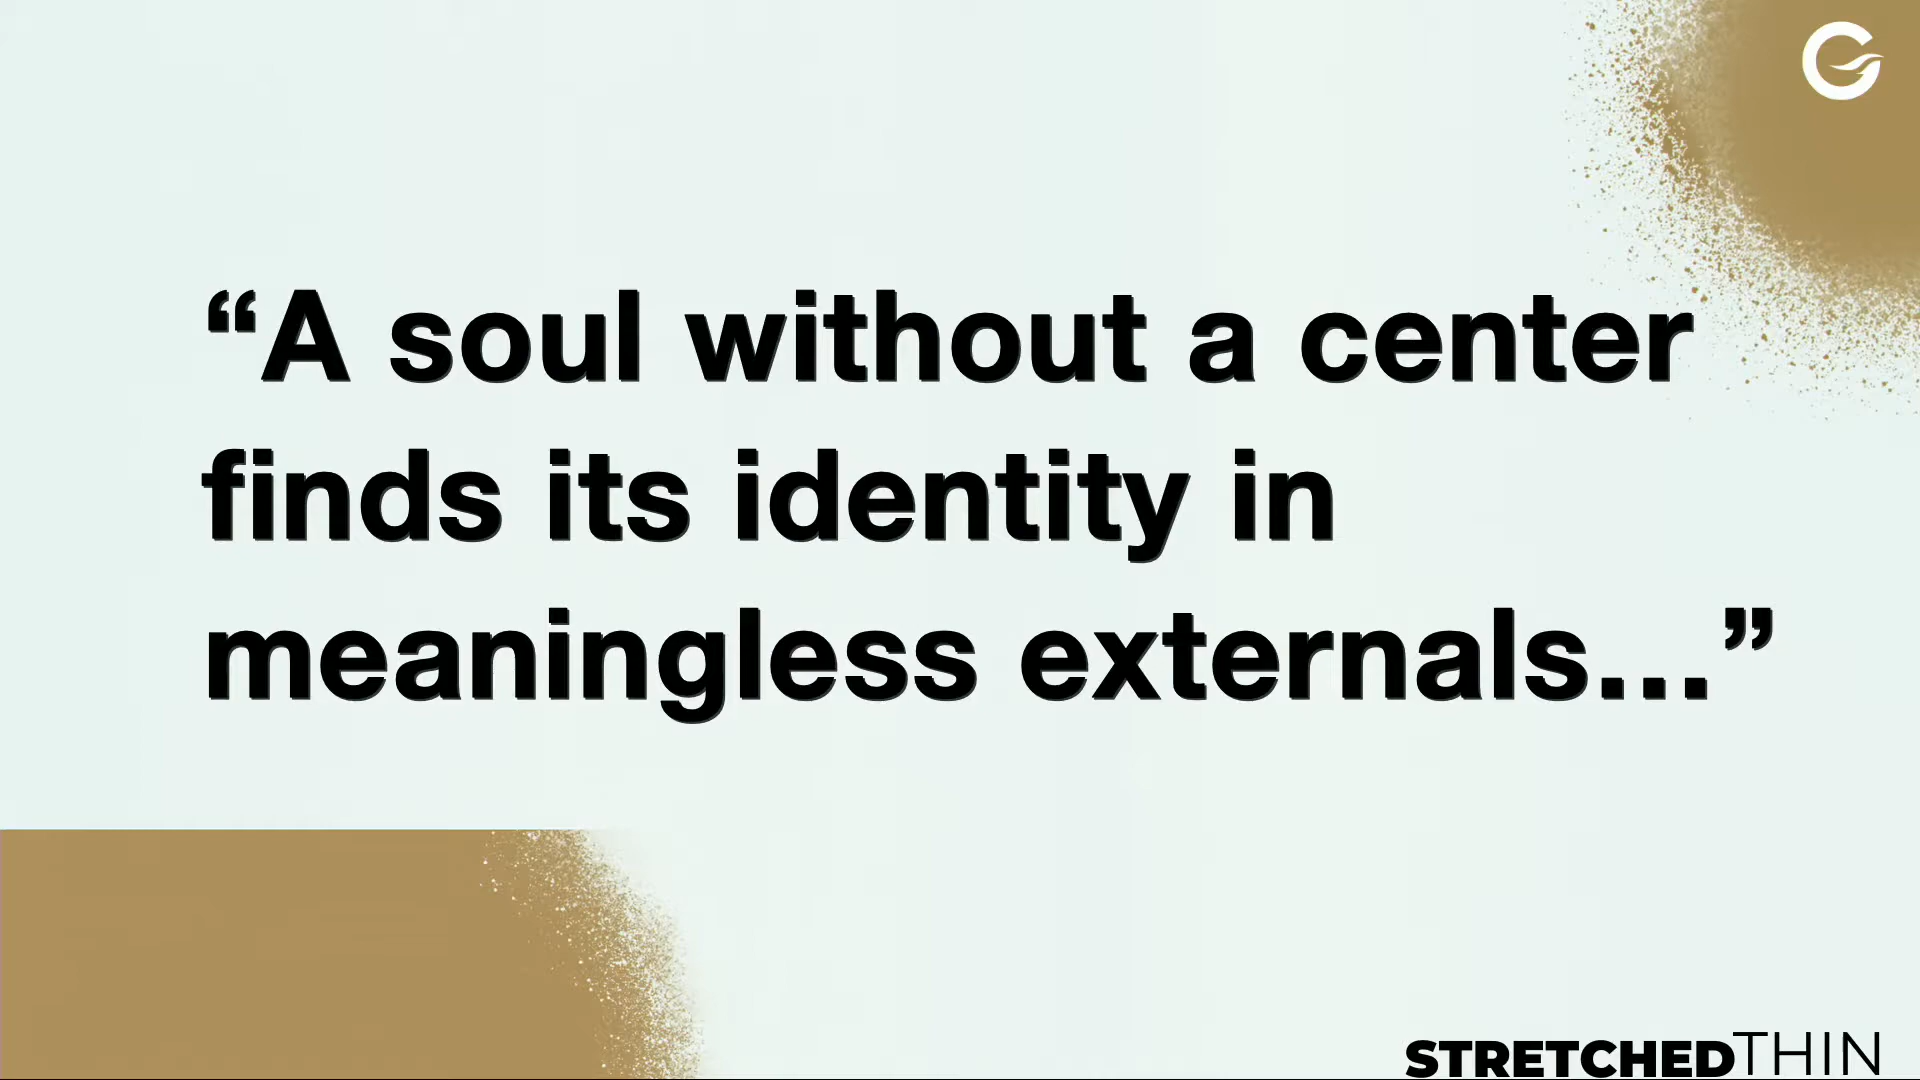 “A soul without a center
finds its identity in
meaningless externals...”
STRETCHEDTHIN